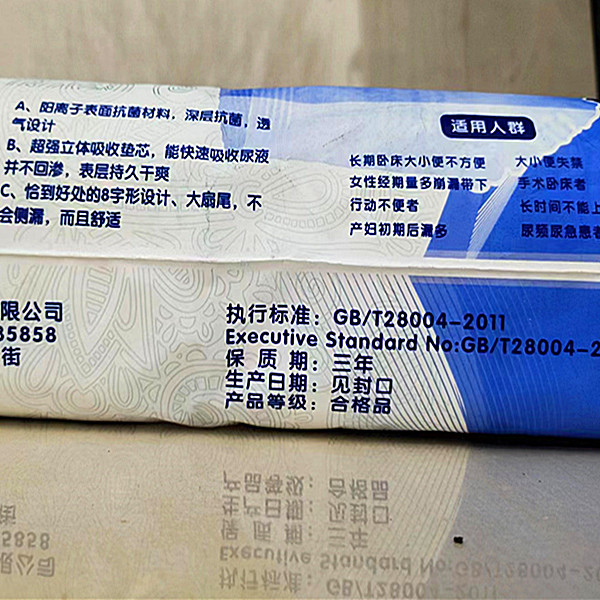 A、阳离子表面抗菌材料，深层抗菌，透
气设计
B、超强立体吸收垫芯，能快速吸收尿液
并不回渗，表层持久干爽
C、恰到好处的8字形设计、大扇尾，不
会侧漏，而且舒适
适用人群
长期卧床大小便不方便 大小便失禁
女性经期量多崩漏带下 手术卧床者
行动不便者 长时间不能上
产妇初期后漏多 尿频尿急患者
限公司
35858
街
执行标准：GB/T28004-2011
Executive Standard No:GB/T28004-2
保 质 期：三年
生产日期：见封口
产品等级：合格品